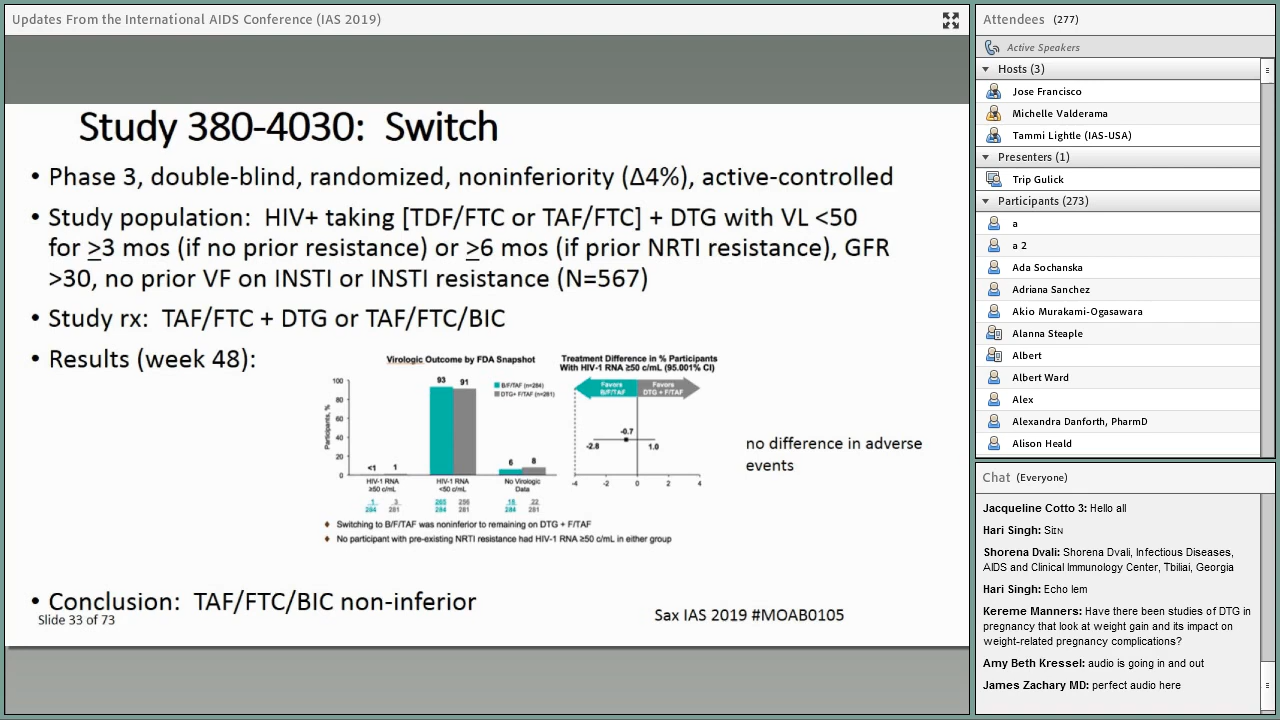 Updates From the International AIDS Conference (IAS 2019)
Study 380-4030: Switch
• Phase 3, double-blind, randomized, noninferiority (Δ4%), active-controlled
• Study population: HIV+ taking [TDF/FTC or TAF/FTC] + DTG with VL <50
for ≥3 mos (if no prior resistance) or ≥6 mos (if prior NRTI resistance), GFR
>30, no prior VF on INSTI or INSTI resistance (N=567)
• Study rx: TAF/FTC + DTG or TAF/FTC/BIC
• Results (week 48):
Virologic Outcome by FDA Snapshot
Participants, %
100
80
60
40
20
0
B/F/TAF (n=284)
DTG+ F/TAF (n=281)
<1
1
93
91
6
8
HIV-1 RNA
≥50 c/mL
HIV-1 RNA
<50 c/mL
No Virologic
Data
1
284
3
281
265
284
256
281
18
284
22
281
Treatment Difference in % Participants
With HIV-1 RNA ≥50 c/mL (95.001% CI)
Favors
B/F/TAF
Favors
DTG + F/TAF
-0.7
-2.8
1.0
-4
-2
0
2
4
no difference in adverse
events
♦ Switching to B/F/TAF was noninferior to remaining on DTG + F/TAF
♦ No participant with pre-existing NRTI resistance had HIV-1 RNA ≥50 c/mL in either group
• Conclusion: TAF/FTC/BIC non-inferior
Slide 33 of 73
Sax IAS 2019 #MOAB0105
Attendees (277)
Active Speakers
Hosts (3)
Jose Francisco
Michelle Valderama
Tammi Lightle (IAS-USA)
Presenters (1)
Trip Gulick
Participants (273)
a
a 2
Ada Sochanska
Adriana Sanchez
Akio Murakami-Ogasawara
Alanna Steaple
Albert
Albert Ward
Alex
Alexandra Danforth, PharmD
Alison Heald
Chat (Everyone)
Jacqueline Cotte 3: Hello all
Hari Singh: Sin
Shorena Dvali: Shorena Dvali, Infectious Diseases,
AIDS and Clinical Immunology Center, Tbiliai, Georgia
Hari Singh: Echo lem
Kereme Manners: Have there been studies of DTG in
pregnancy that look at weight gain and its impact on
weight-related pregnancy complications?
Amy Beth Kressel: audio is going in and out
James Zachary MD: perfect audio here